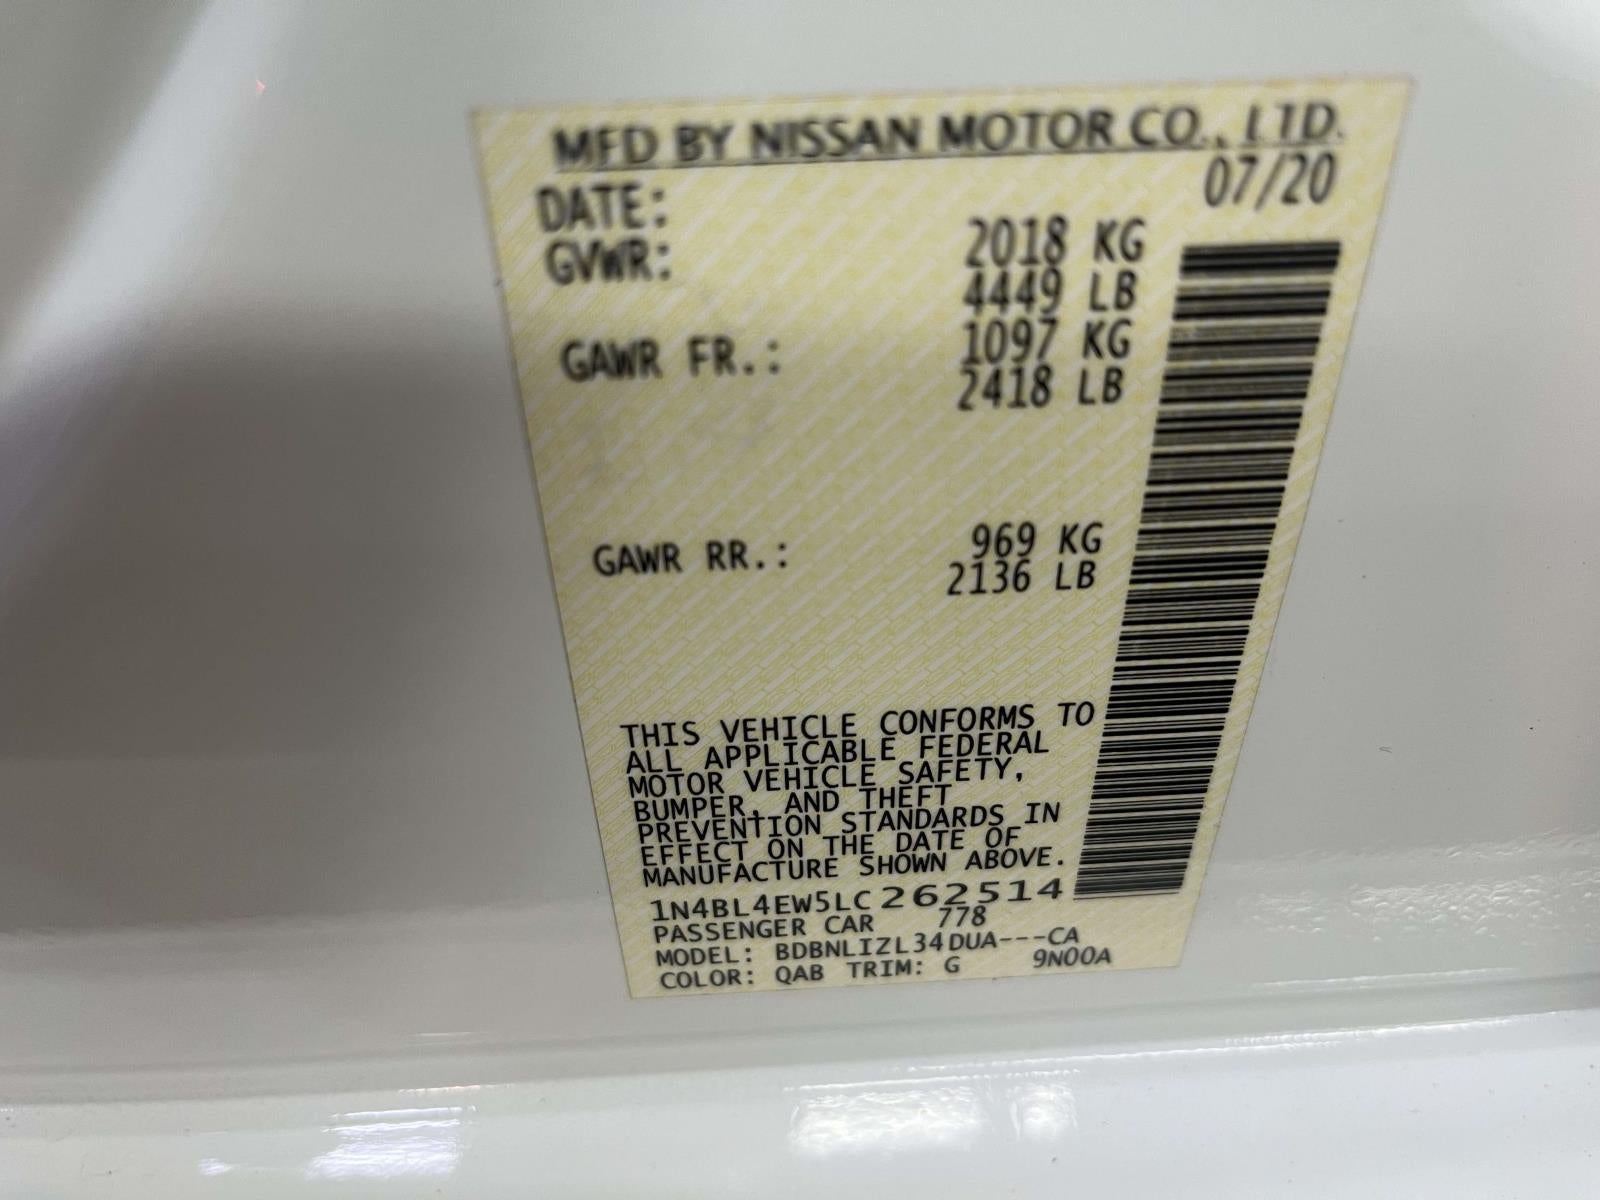 MFD BY NISSAN MOTOR CO., LTD.
DATE: 07/20
GVWR: 2018 KG
4449 LB
GAWR FR.: 1097 KG
2418 LB
GAWR RR.: 969 KG
2136 LB
THIS VEHICLE CONFORMS TO
ALL APPLICABLE FEDERAL
MOTOR VEHICLE SAFETY,
BUMPER, AND THEFT
PREVENTION STANDARDS IN
EFFECT ON THE DATE OF
MANUFACTURE SHOWN ABOVE.
1N4BL4EW5LC262514
PASSENGER CAR 778
MODEL: BDBNLIZL34DUA---CA
COLOR: QAB TRIM: G 9N00A